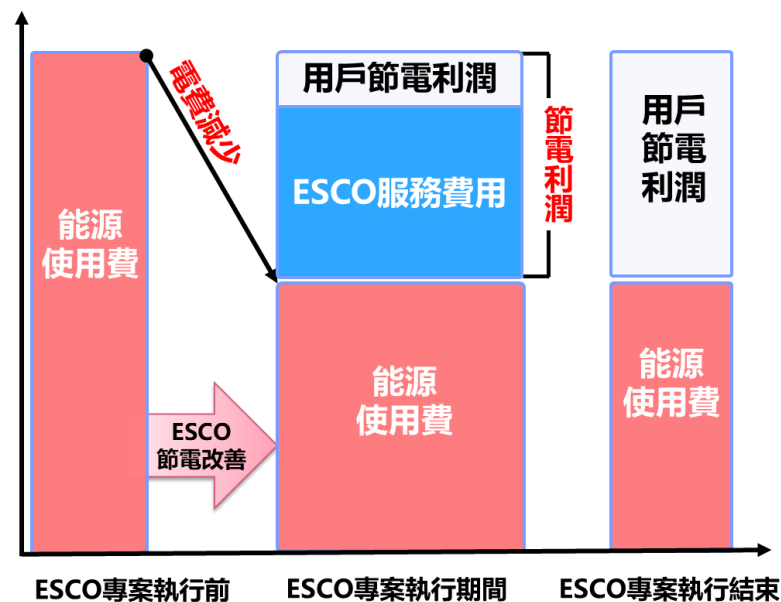 能源
使用費
電費減少
ESCO
節電改善
用戶節電利潤
ESCO服務費用
能源
使用費
節電利潤
用戶
節電
利潤
能源
使用費
ESCO專案執行前
ESCO專案執行期間
ESCO專案執行結束